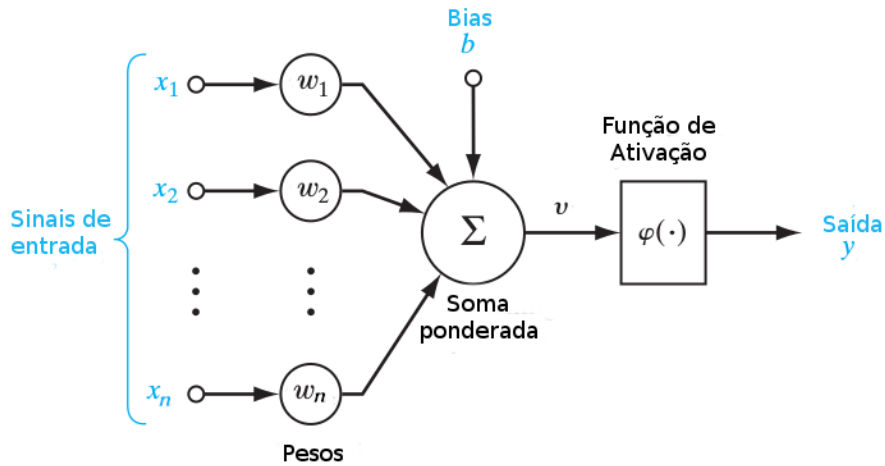 Bias
b
x1
w1
Função de
Ativação
x2
w2
Sinais de
entrada
Σ
v
φ(·)
Saída
y
Soma
ponderada
xn
wn
Pesos